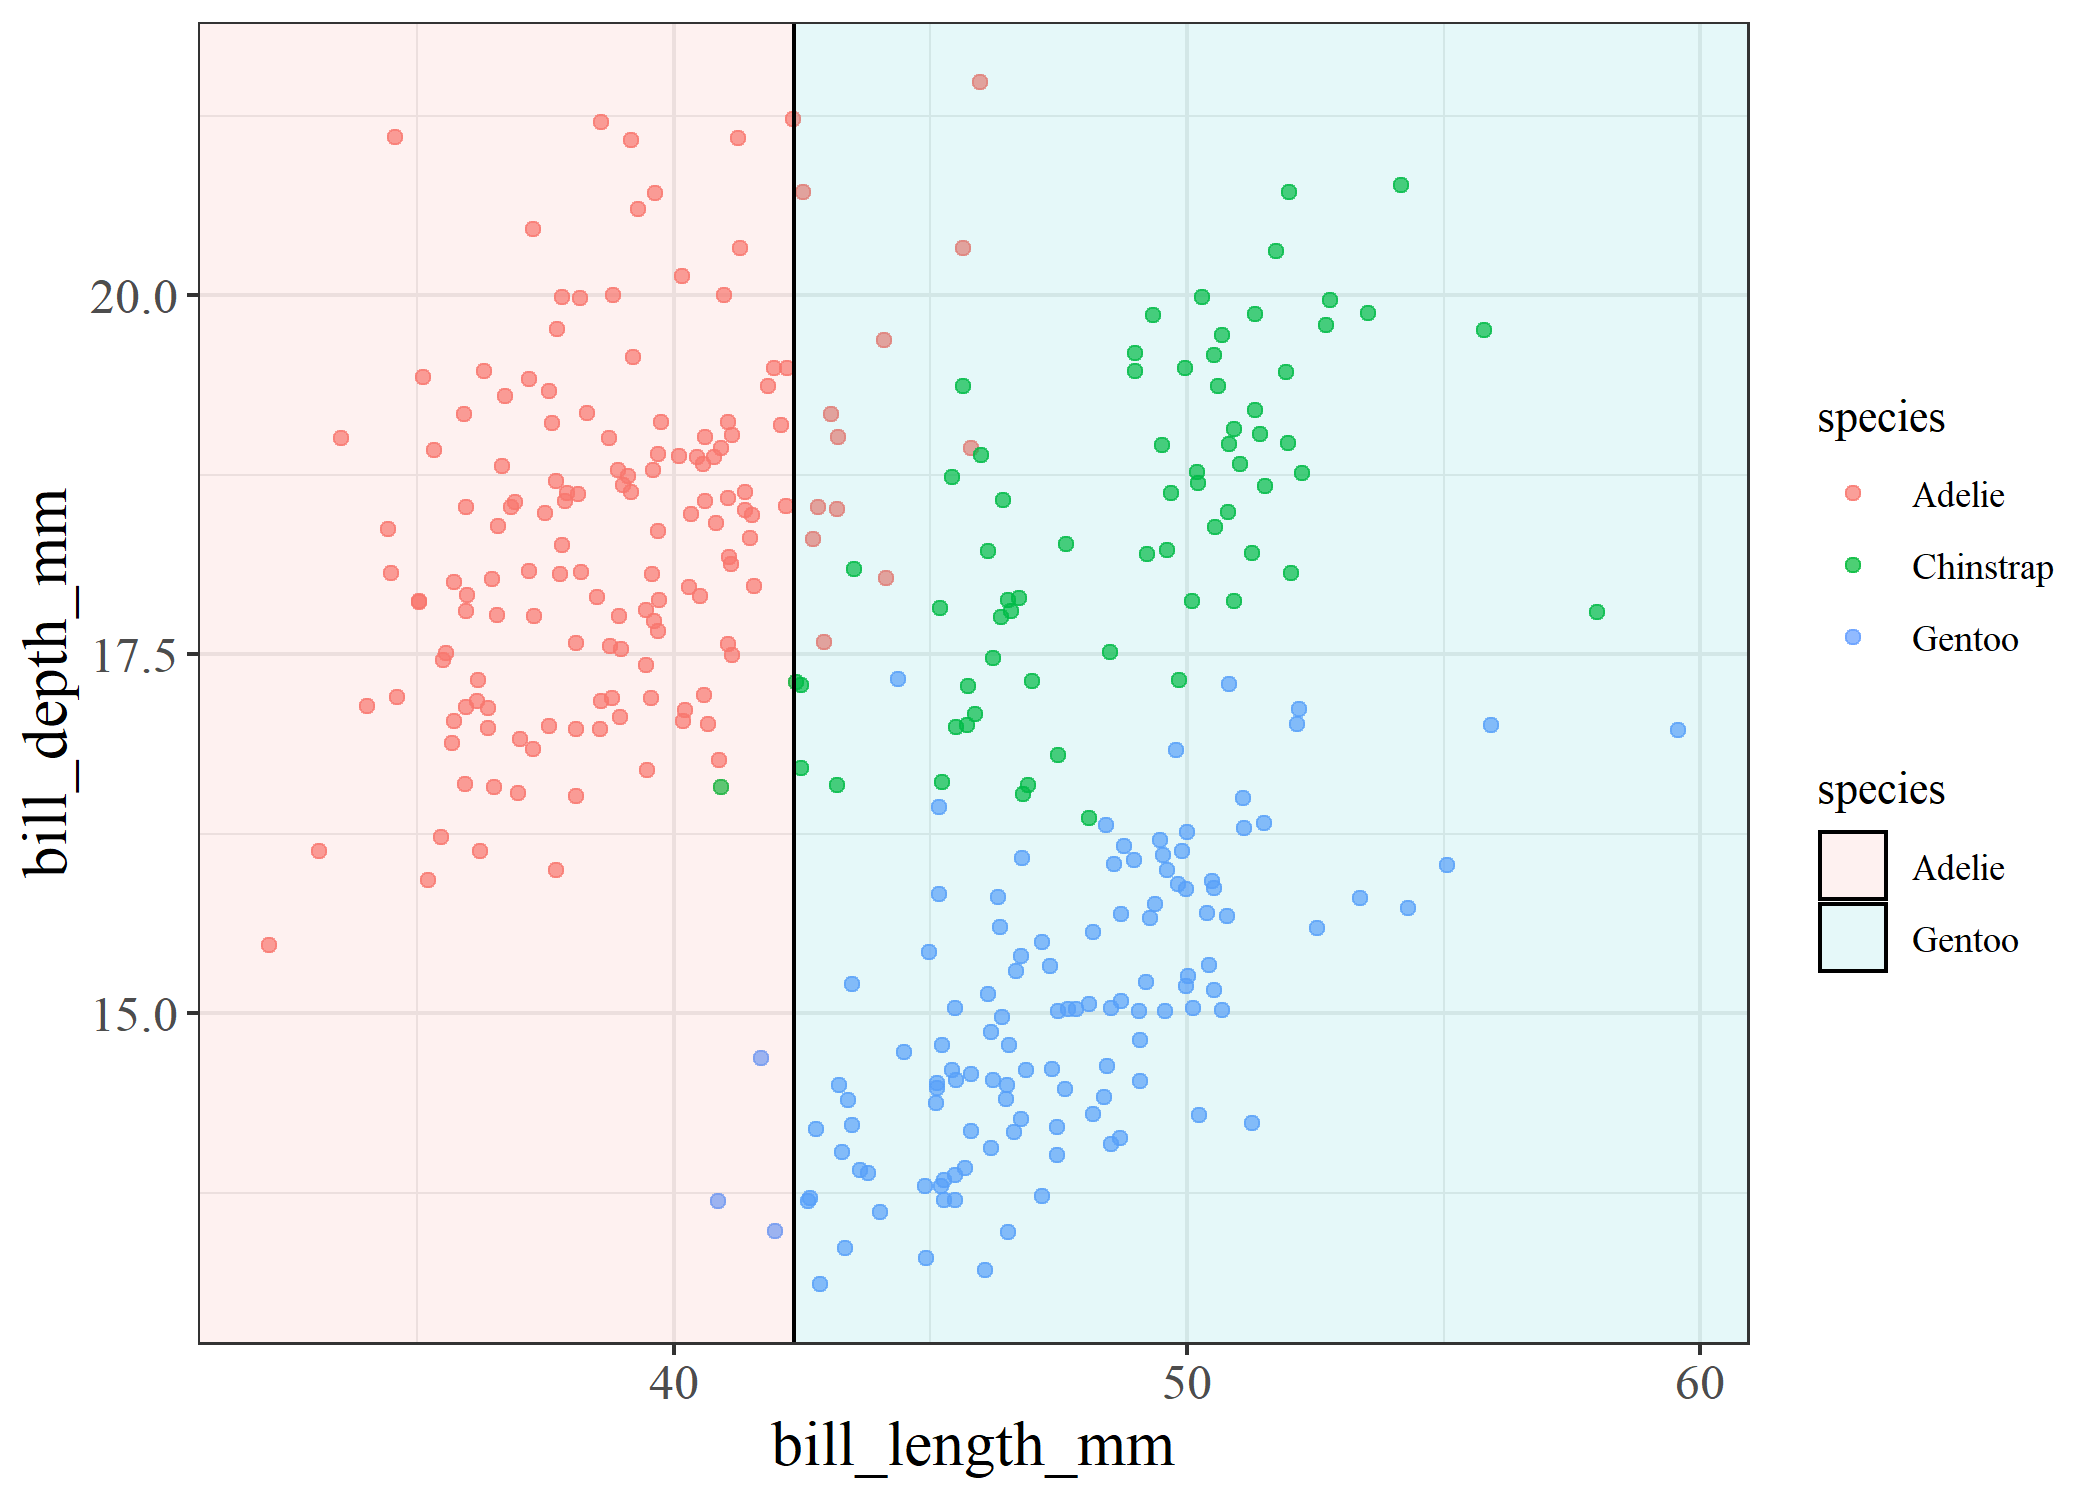 bill_depth_mm
20.0
17.5
15.0
40 50 60
bill_length_mm
species
Adelie
Chinstrap
Gentoo
species
Adelie
Gentoo